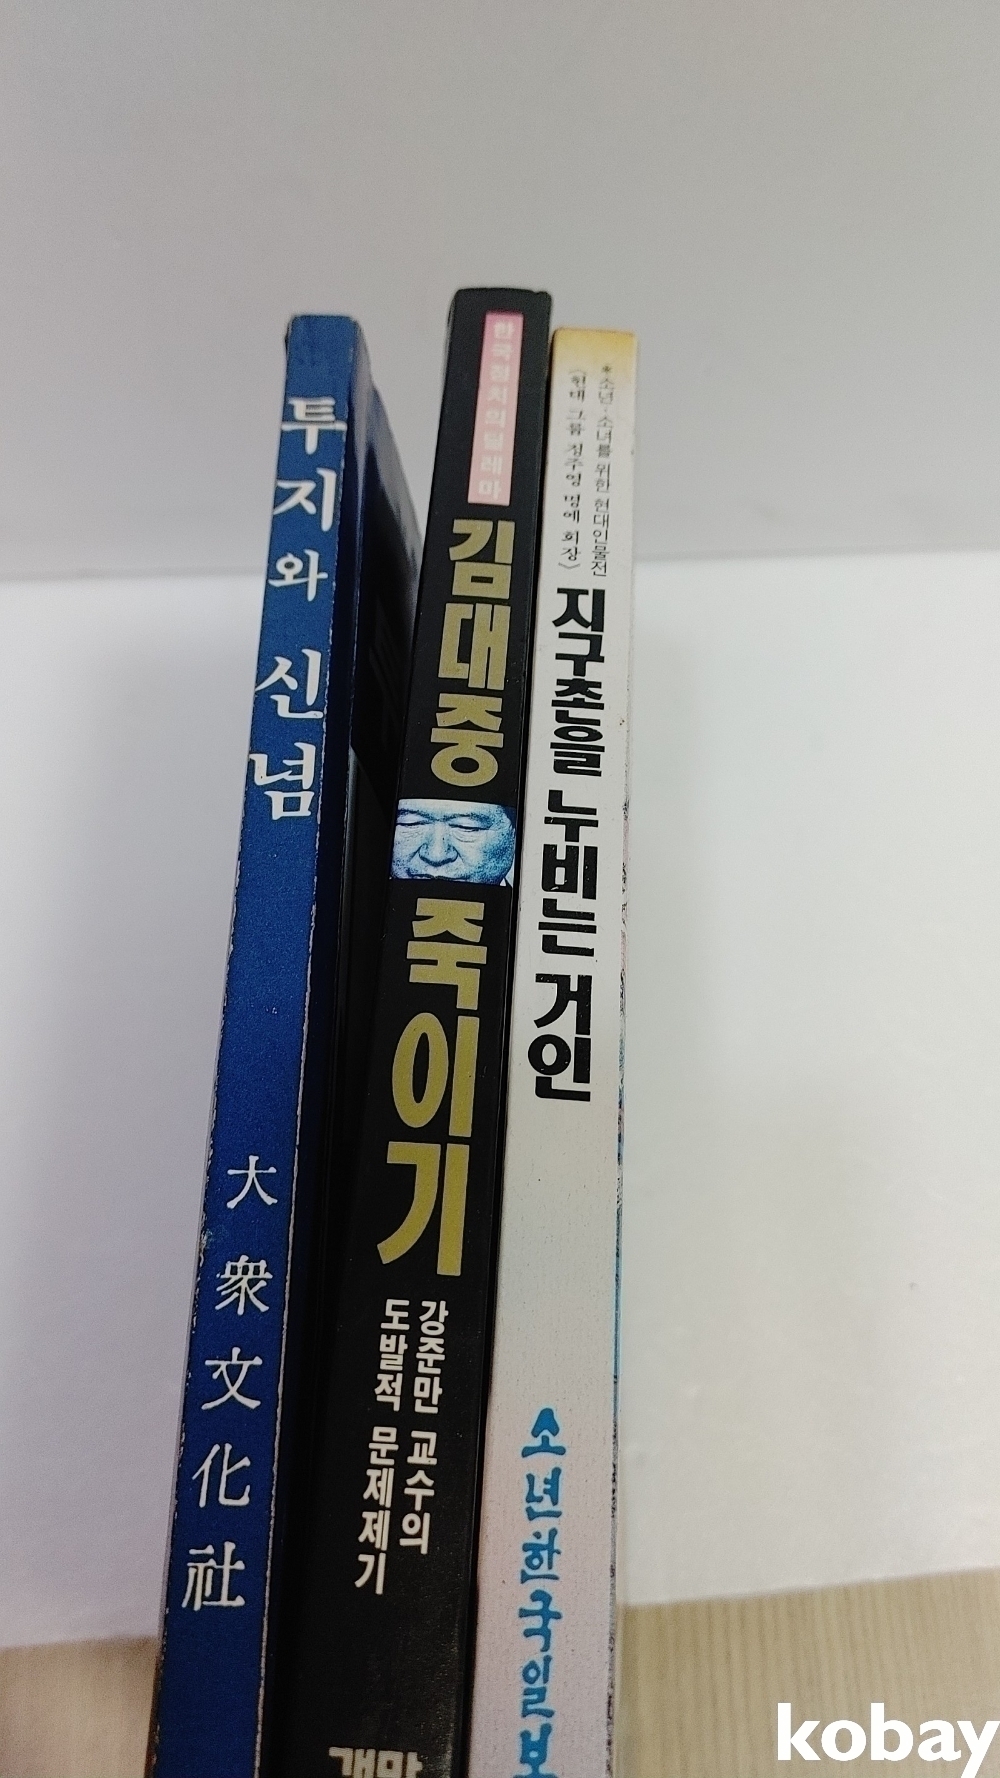 투지와 신념
大衆文化社
한국정치의딜레마
김대중
죽이기
강준만 교수의
도발적 문제제기
개마
*소년·소녀를 위한 현대인물전
<현대그룹 정주영 명예회장>
지구촌을 누비는 거인
소년한국일보
kobay